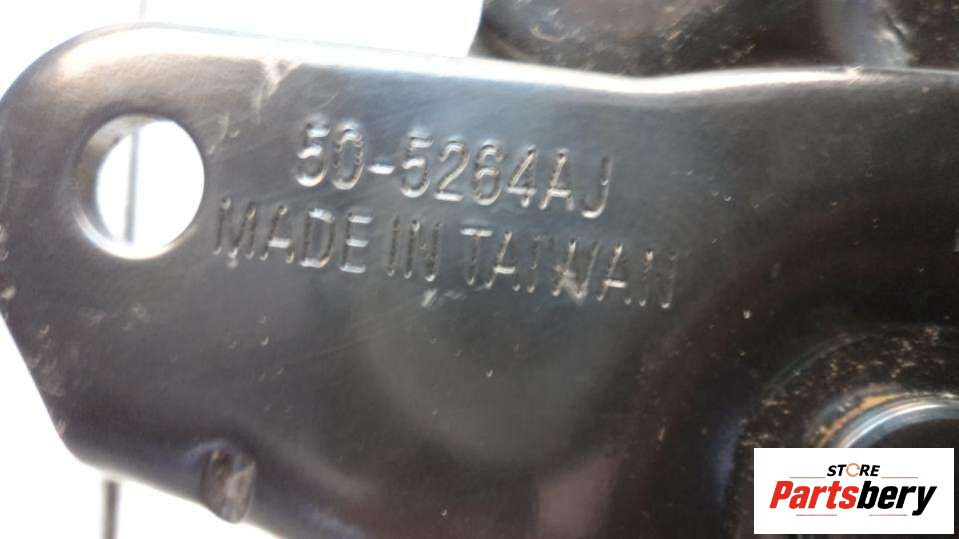 50-5264AJ
MADE IN TAIWAN
STORE
Partsbery